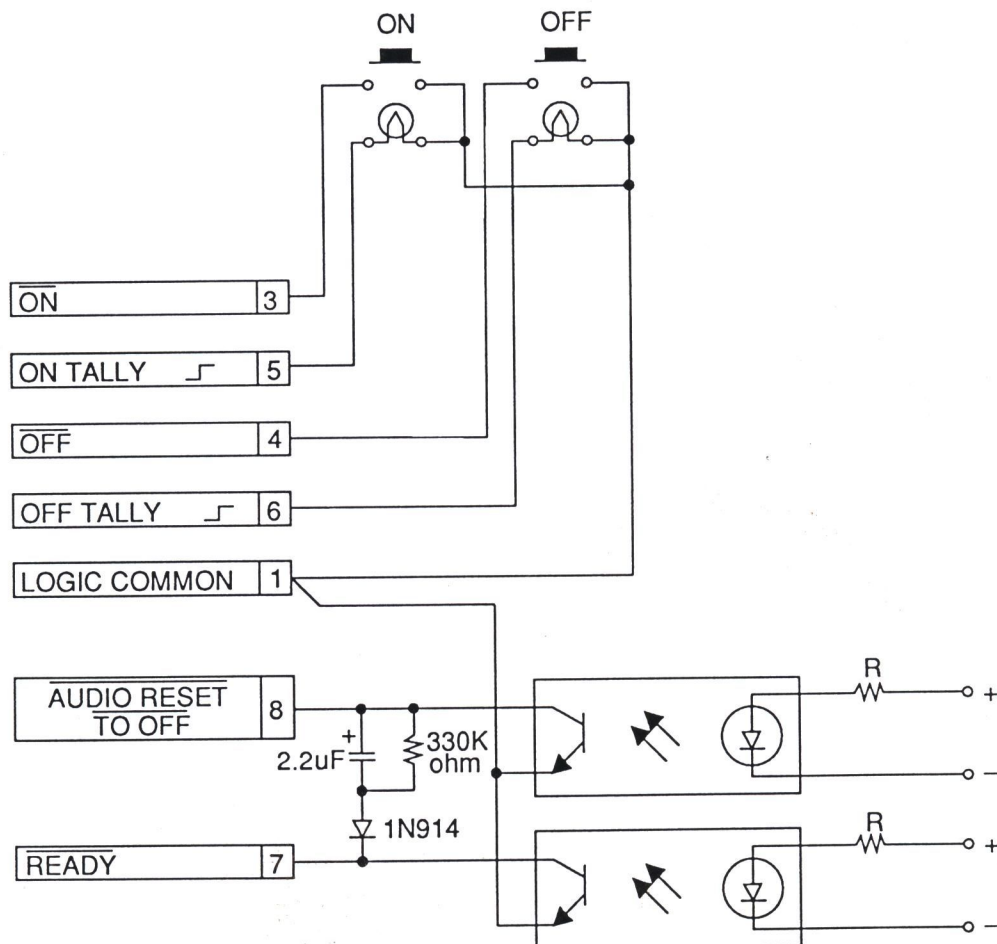 ON OFF
ON 3
ON TALLY 5
OFF 4
OFF TALLY 6
LOGIC COMMON 1
R
+
AUDIO RESET
TO OFF 8
+
2.2uF
330K
ohm
−
R
+
1N914
READY 7
−